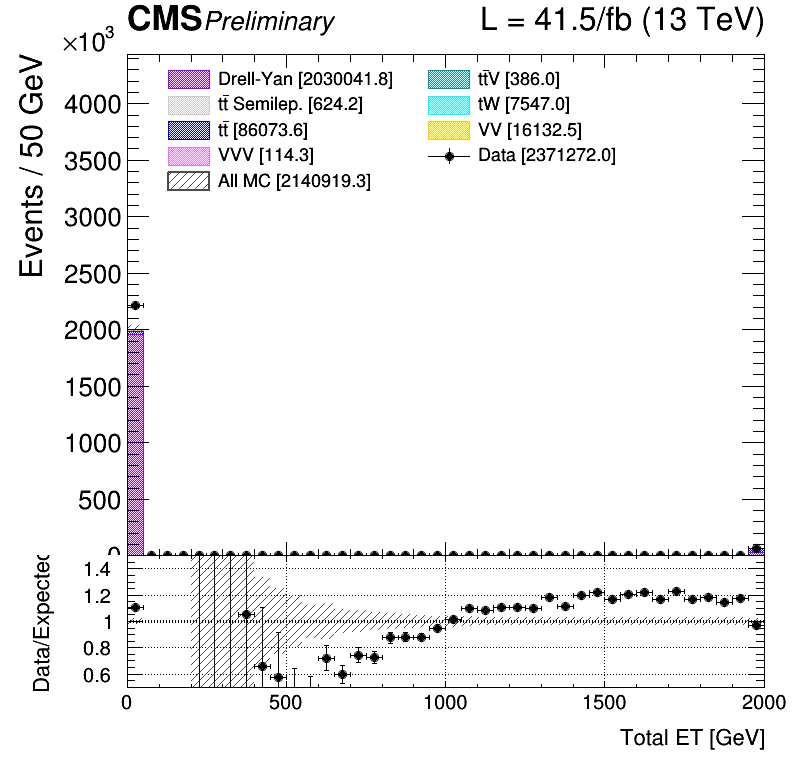 CMS Preliminary L = 41.5/fb (13 TeV)
×10³
Events / 50 GeV
Drell-Yan [2030041.8]
tt̄ Semilep. [624.2]
tt̄ [86073.6]
VVV [114.3]
All MC [2140919.3]
tt̄V [386.0]
tW [7547.0]
VV [16132.5]
Data [2371272.0]
4000
3500
3000
2500
2000
1500
1000
500
0
Data/Expected
1.4
1.2
1
0.8
0.6
0 500 1000 1500 2000
Total ET [GeV]